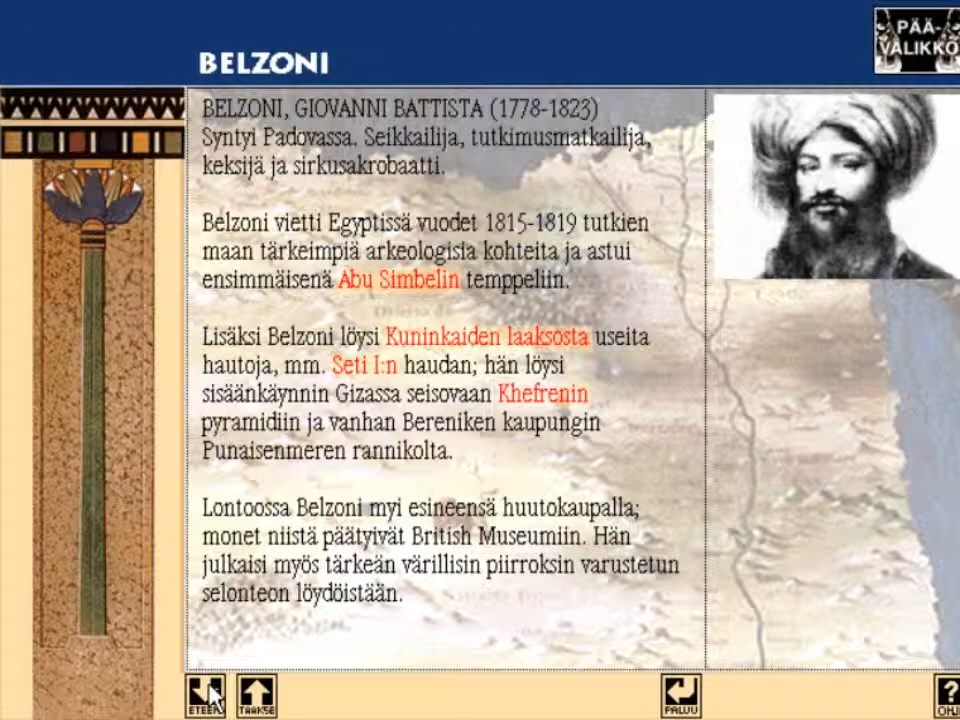 PÄÄ-
VALIKKO
BELZONI
BELZONI, GIOVANNI BATTISTA (1778-1823)
Syntyi Padovassa. Seikkailija, tutkimusmatkailija,
keksijä ja sirkusakrobaatti.
Belzoni vietti Egyptissä vuodet 1815-1819 tutkien
maan tärkeimpiä arkeologisia kohteita ja astui
ensimmäisenä Abu Simbelin temppeliin.
Lisäksi Belzoni löysi Kuninkaiden laaksosta useita
hautoja, mm. Seti I:n haudan; hän löysi
sisäänkäynnin Gizassa seisovaan Khefrenin
pyramidiin ja vanhan Bereniken kaupungin
Punaisenmeren rannikolta.
Lontoossa Belzoni myi esineensä huutokaupalla;
monet niistä päätyivät British Museumiin. Hän
julkaisi myös tärkeän värillisin piirroksin varustetun
selonteon löydöistään.
ETEEN TAAKSE PALUU